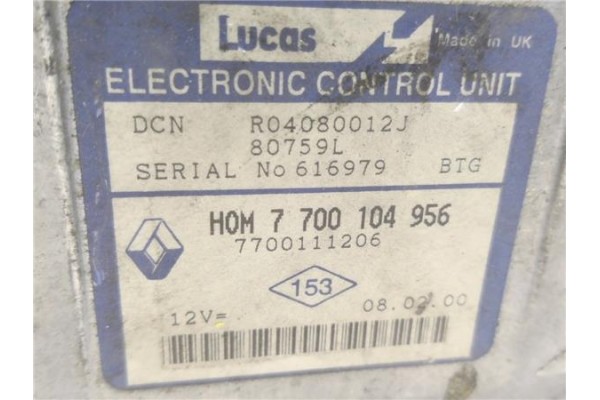 Lucas
Made in UK
ELECTRONIC CONTROL UNIT
DCN R04080012J
80759L
SERIAL No 616979 BTG
HOM 7 700 104 956
7700111206
153
12V= 08.02.00